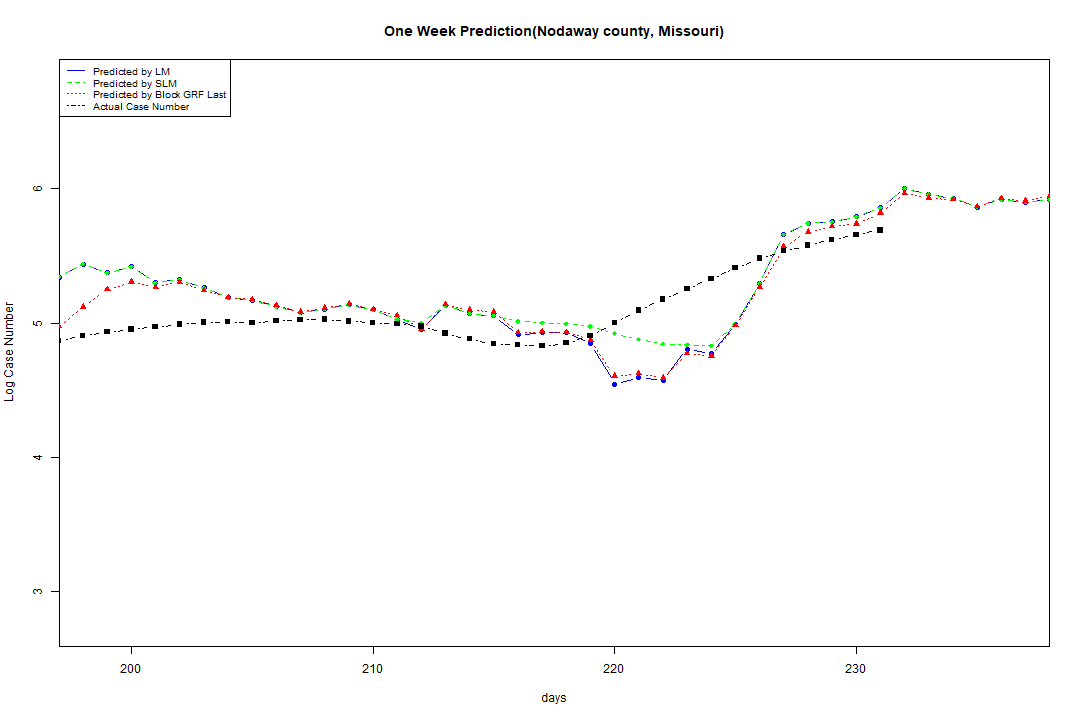 One Week Prediction(Nodaway county, Missouri)
Predicted by LM
Predicted by SLM
Predicted by Block GRF Last
Actual Case Number
6
5
4
3
Log Case Number
200 210 220 230
days